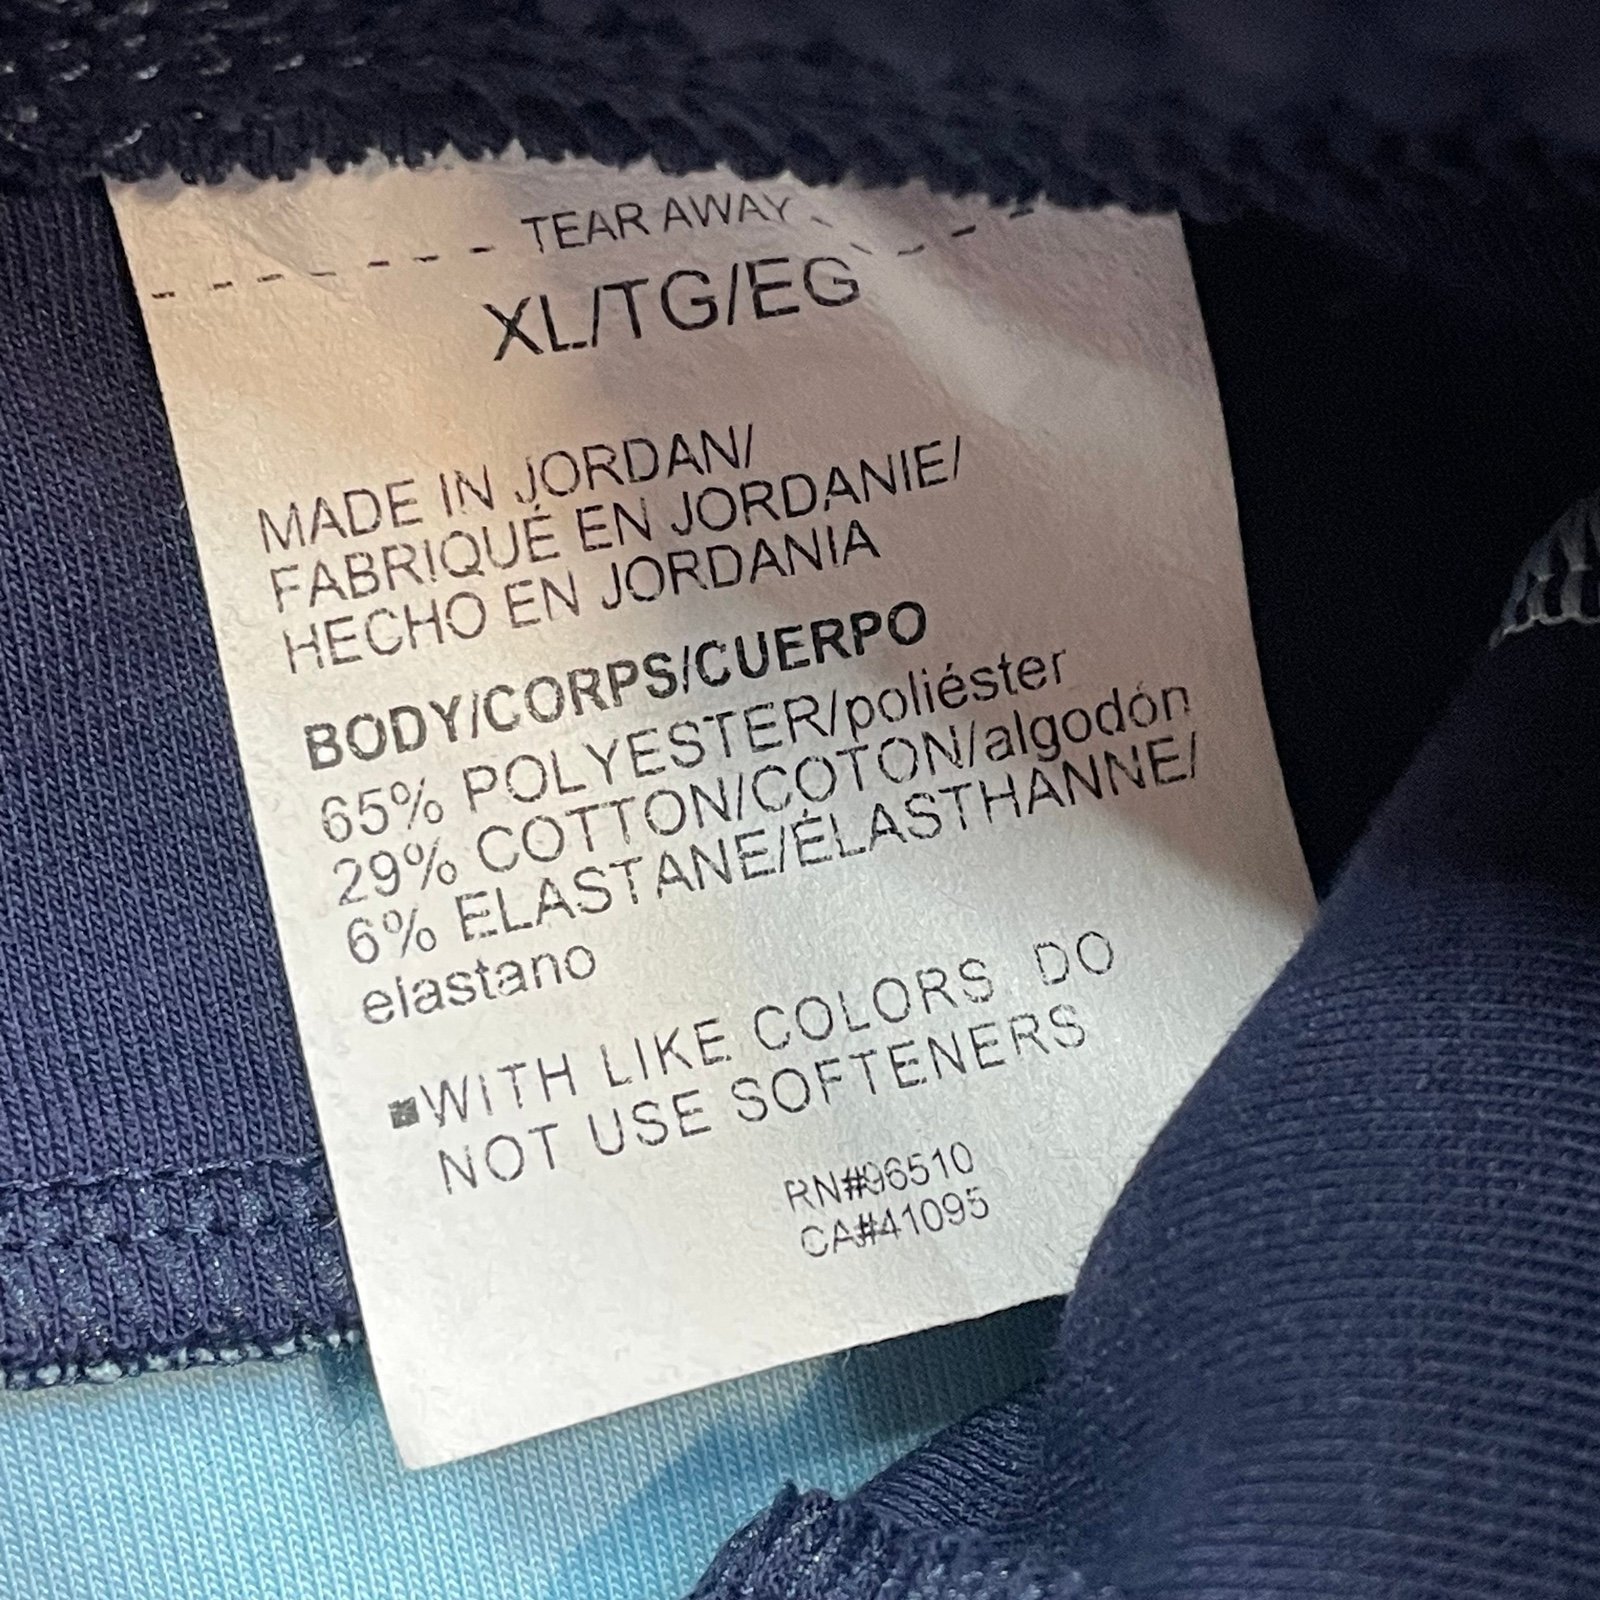 TEAR AWAY
XL/TG/EG
MADE IN JORDAN/
FABRIQUÉ EN JORDANIE/
HECHO EN JORDANIA
BODY/CORPS/CUERPO
65% POLYESTER/poliéster
29% COTTON/COTON/algodón
6% ELASTANE/ÉLASTHANNE/
elastano
WITH LIKE COLORS DO
NOT USE SOFTENERS
RN#96510
CA#41095